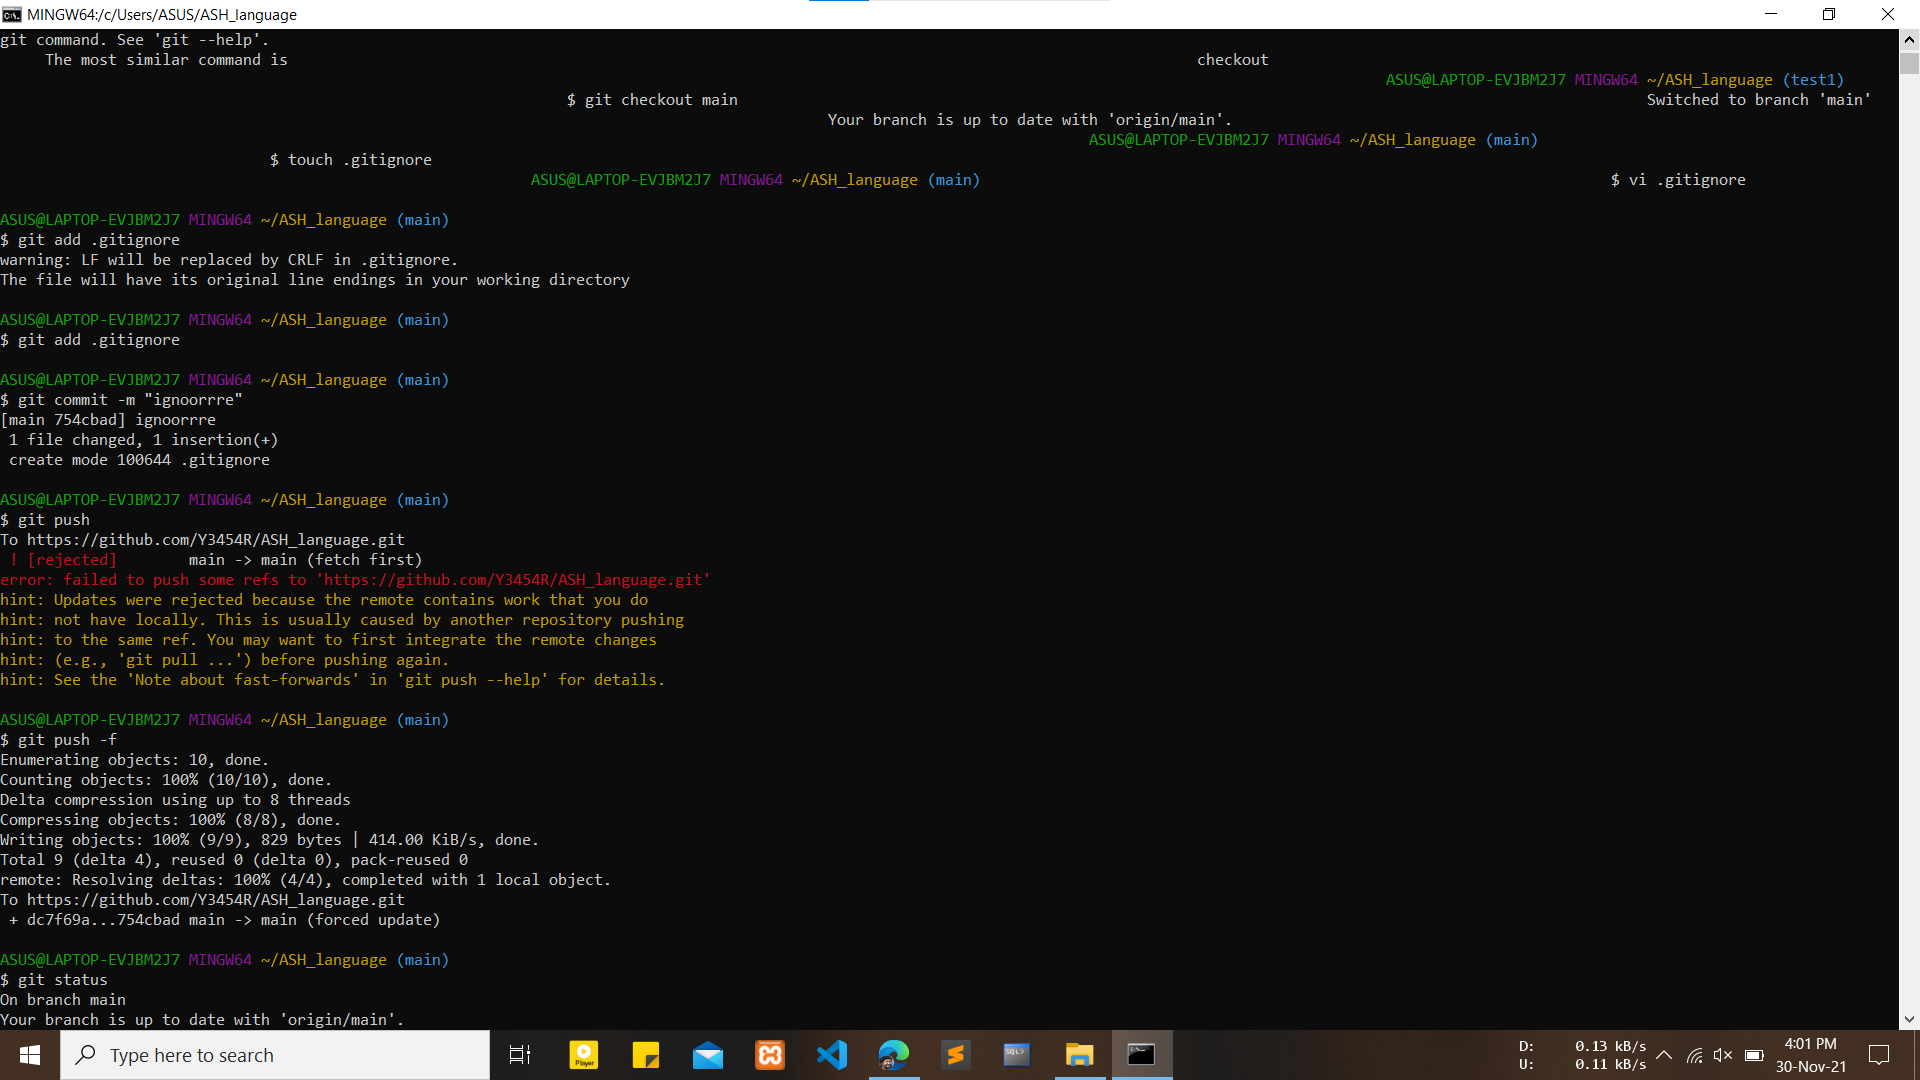 MINGW64:/c/Users/ASUS/ASH_language
git command. See 'git --help'.
The most similar command is
checkout
ASUS@LAPTOP-EVJBM2J7 MINGW64 ~/ASH_language (test1)
$ git checkout main
Switched to branch 'main'
Your branch is up to date with 'origin/main'.
ASUS@LAPTOP-EVJBM2J7 MINGW64 ~/ASH_language (main)
$ touch .gitignore
ASUS@LAPTOP-EVJBM2J7 MINGW64 ~/ASH_language (main)
$ vi .gitignore
ASUS@LAPTOP-EVJBM2J7 MINGW64 ~/ASH_language (main)
$ git add .gitignore
warning: LF will be replaced by CRLF in .gitignore.
The file will have its original line endings in your working directory
ASUS@LAPTOP-EVJBM2J7 MINGW64 ~/ASH_language (main)
$ git add .gitignore
ASUS@LAPTOP-EVJBM2J7 MINGW64 ~/ASH_language (main)
$ git commit -m "ignoorrre"
[main 754cbad] ignoorrre
1 file changed, 1 insertion(+)
create mode 100644 .gitignore
ASUS@LAPTOP-EVJBM2J7 MINGW64 ~/ASH_language (main)
$ git push
To https://github.com/Y3454R/ASH_language.git
! [rejected] main -> main (fetch first)
error: failed to push some refs to 'https://github.com/Y3454R/ASH_language.git'
hint: Updates were rejected because the remote contains work that you do
hint: not have locally. This is usually caused by another repository pushing
hint: to the same ref. You may want to first integrate the remote changes
hint: (e.g., 'git pull ...') before pushing again.
hint: See the 'Note about fast-forwards' in 'git push --help' for details.
ASUS@LAPTOP-EVJBM2J7 MINGW64 ~/ASH_language (main)
$ git push -f
Enumerating objects: 10, done.
Counting objects: 100% (10/10), done.
Delta compression using up to 8 threads
Compressing objects: 100% (8/8), done.
Writing objects: 100% (9/9), 829 bytes | 414.00 KiB/s, done.
Total 9 (delta 4), reused 0 (delta 0), pack-reused 0
remote: Resolving deltas: 100% (4/4), completed with 1 local object.
To https://github.com/Y3454R/ASH_language.git
+ dc7f69a...754cbad main -> main (forced update)
ASUS@LAPTOP-EVJBM2J7 MINGW64 ~/ASH_language (main)
$ git status
On branch main
Your branch is up to date with 'origin/main'.
Type here to search
Player
SQL>
D: 0.13 kB/s
U: 0.11 kB/s
4:01 PM
30-Nov-21